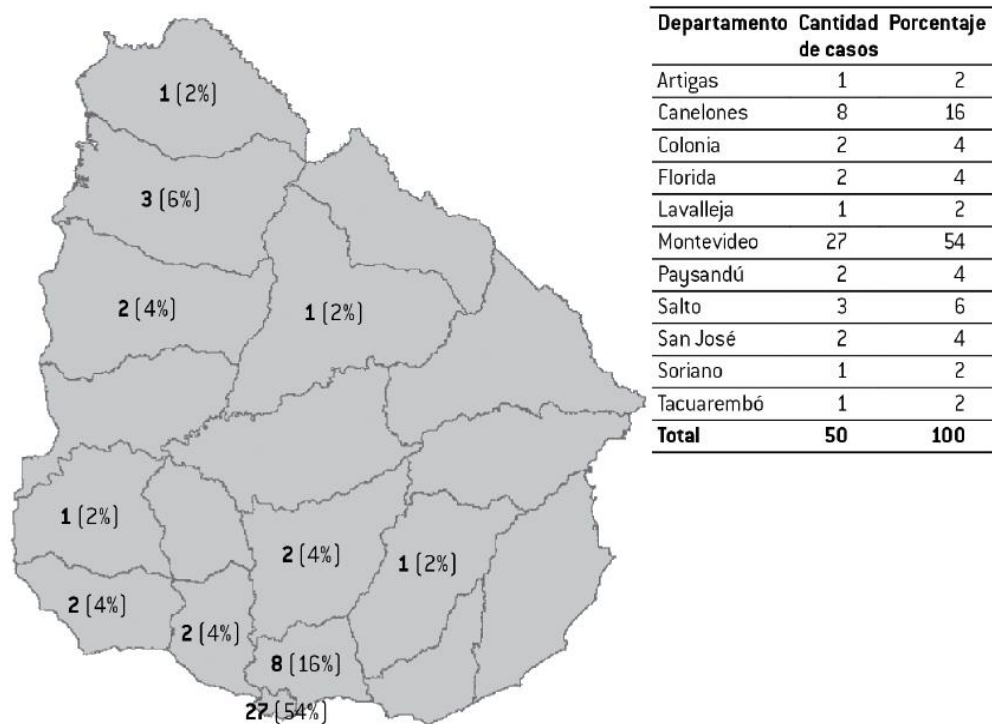 1 (2%)
3 (6%)
2 (4%)
1 (2%)
1 (2%)
2 (4%)
1 (2%)
2 (4%)
2 (4%)
8 (16%)
27 (54%)
Departamento Cantidad Porcentaje
de casos
Artigas 1 2
Canelones 8 16
Colonia 2 4
Florida 2 4
Lavalleja 1 2
Montevideo 27 54
Paysandú 2 4
Salto 3 6
San José 2 4
Soriano 1 2
Tacuarembó 1 2
Total 50 100